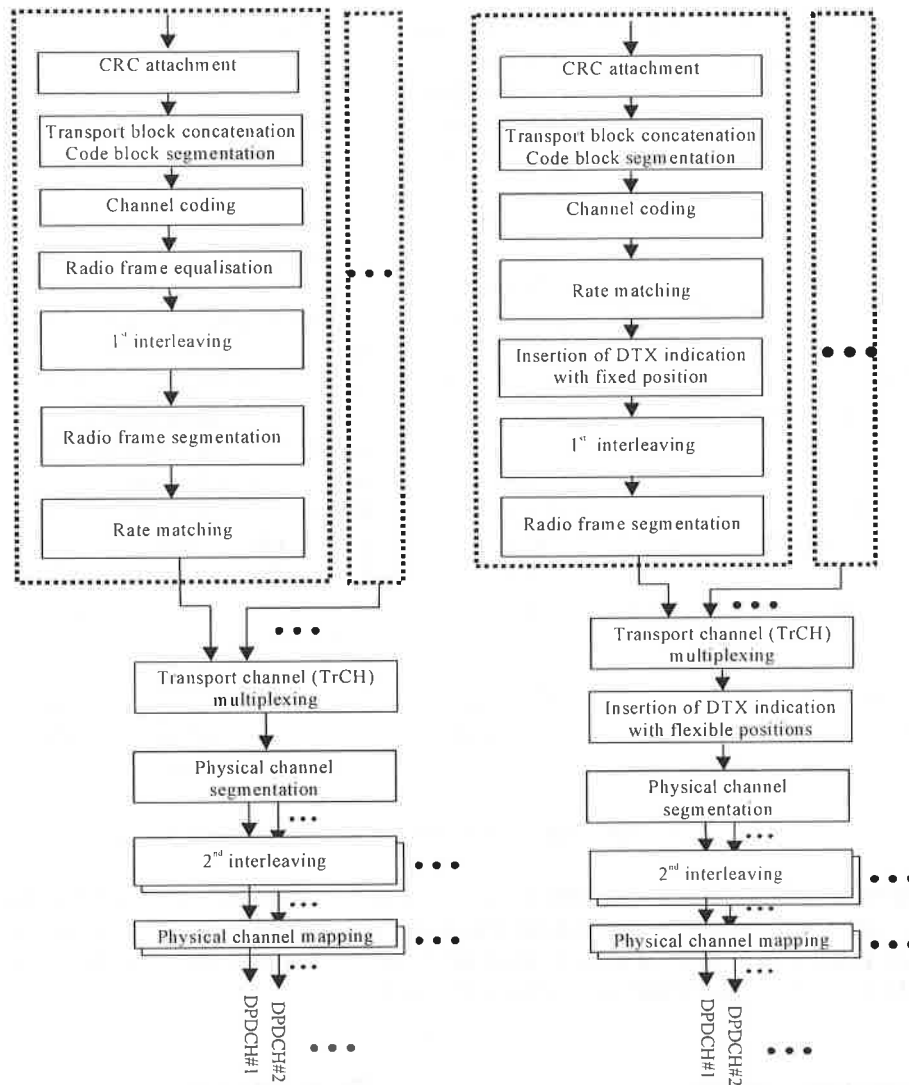 CRC attachment
Transport block concatenation
Code block segmentation
Channel coding
Radio frame equalisation
1st interleaving
Radio frame segmentation
Rate matching
Transport channel (TrCH)
multiplexing
Physical channel
segmentation
2nd interleaving
Physical channel mapping
DPDCH#1
DPDCH#2
CRC attachment
Transport block concatenation
Code block segmentation
Channel coding
Rate matching
Insertion of DTX indication
with fixed position
1st interleaving
Radio frame segmentation
Transport channel (TrCH)
multiplexing
Insertion of DTX indication
with flexible positions
Physical channel
segmentation
2nd interleaving
Physical channel mapping
DPDCH#1
DPDCH#2